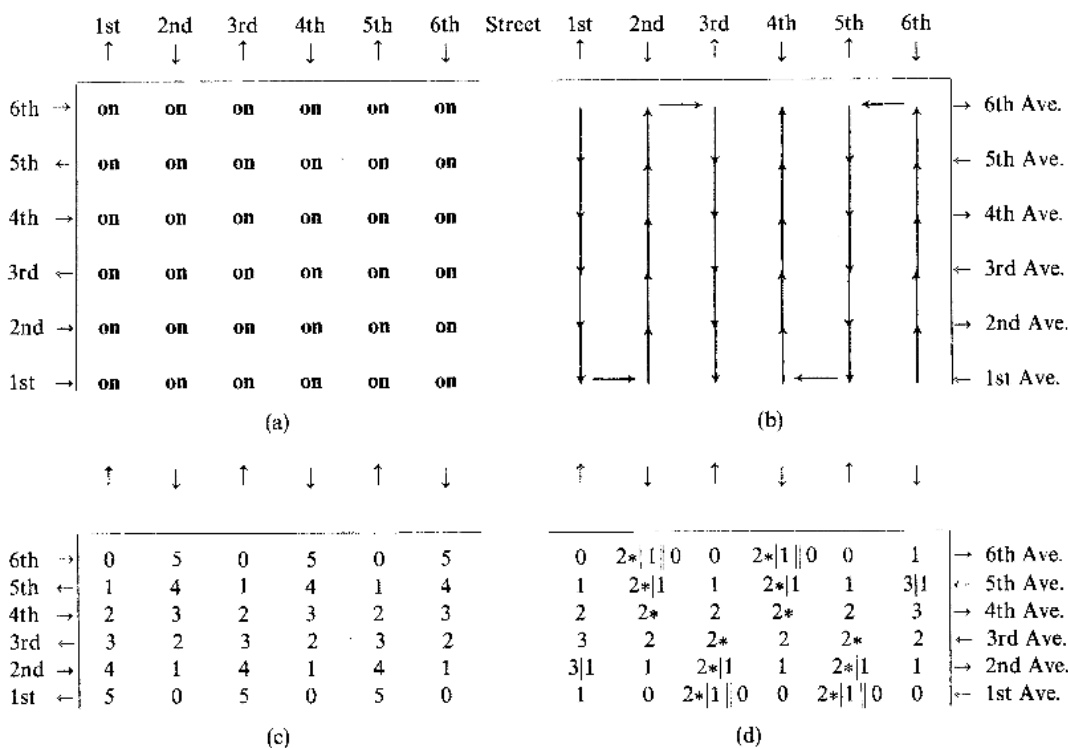 1st 2nd 3rd 4th 5th 6th Street 1st 2nd 3rd 4th 5th 6th
↑ ↓ ↑ ↓ ↑ ↓ ↑ ↓ ↑ ↓ ↑ ↓
6th → on on on on on on → 6th Ave.
5th ← on on on on on on ← 5th Ave.
4th → on on on on on on → 4th Ave.
3rd ← on on on on on on ← 3rd Ave.
2nd → on on on on on on → 2nd Ave.
1st → on on on on on on ← 1st Ave.
(a) (b)
↑ ↓ ↑ ↓ ↑ ↓ ↑ ↓ ↑ ↓ ↑ ↓
6th → 0 5 0 5 0 5 0 2*|1||0 0 2*|1||0 0 1 → 6th Ave.
5th ← 1 4 1 4 1 4 1 2*|1 1 2*|1 1 3|1 ← 5th Ave.
4th → 2 3 2 3 2 3 2 2* 2 2* 2 3 → 4th Ave.
3rd ← 3 2 3 2 3 2 3 2 2* 2 2* 2 ← 3rd Ave.
2nd → 4 1 4 1 4 1 3|1 1 2*|1 1 2*|1 1 → 2nd Ave.
1st ← 5 0 5 0 5 0 1 0 2*|1||0 0 2*|1||0 0 ← 1st Ave.
(c) (d)